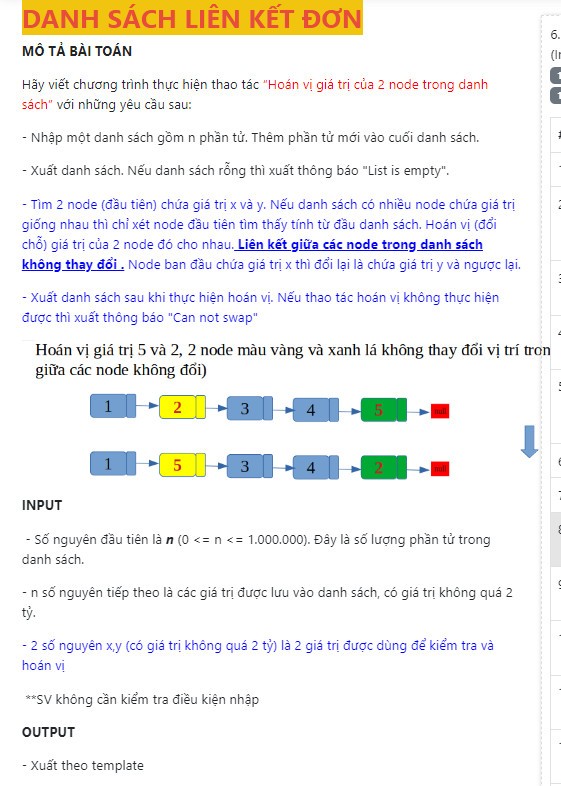 DANH SÁCH LIÊN KẾT ĐƠN
MÔ TẢ BÀI TOÁN
Hãy viết chương trình thực hiện thao tác "Hoán vị giá trị của 2 node trong danh
sách" với những yêu cầu sau:
- Nhập một danh sách gồm n phần tử. Thêm phần tử mới vào cuối danh sách.
- Xuất danh sách. Nếu danh sách rỗng thì xuất thông báo "List is empty".
- Tìm 2 node (đầu tiên) chứa giá trị x và y. Nếu danh sách có nhiều node chứa giá trị
giống nhau thì chỉ xét node đầu tiên tìm thấy tính từ đầu danh sách. Hoán vị (đổi
chỗ) giá trị của 2 node đó cho nhau. Liên kết giữa các node trong danh sách
không thay đổi . Node ban đầu chứa giá trị x thì đổi lại là chứa giá trị y và ngược lại.
- Xuất danh sách sau khi thực hiện hoán vị. Nếu thao tác hoán vị không thực hiện
được thì xuất thông báo "Can not swap"
Hoán vị giá trị 5 và 2, 2 node màu vàng và xanh lá không thay đổi vị trí tron
giữa các node không đổi)
1 2 3 4 5 null
1 5 3 4 2 null
INPUT
- Số nguyên đầu tiên là n (0 <= n <= 1.000.000). Đây là số lượng phần tử trong
danh sách.
- n số nguyên tiếp theo là các giá trị được lưu vào danh sách, có giá trị không quá 2
tỷ.
- 2 số nguyên x,y (có giá trị không quá 2 tỷ) là 2 giá trị được dùng để kiểm tra và
hoán vị
**SV không cần kiểm tra điều kiện nhập
OUTPUT
- Xuất theo template
6.